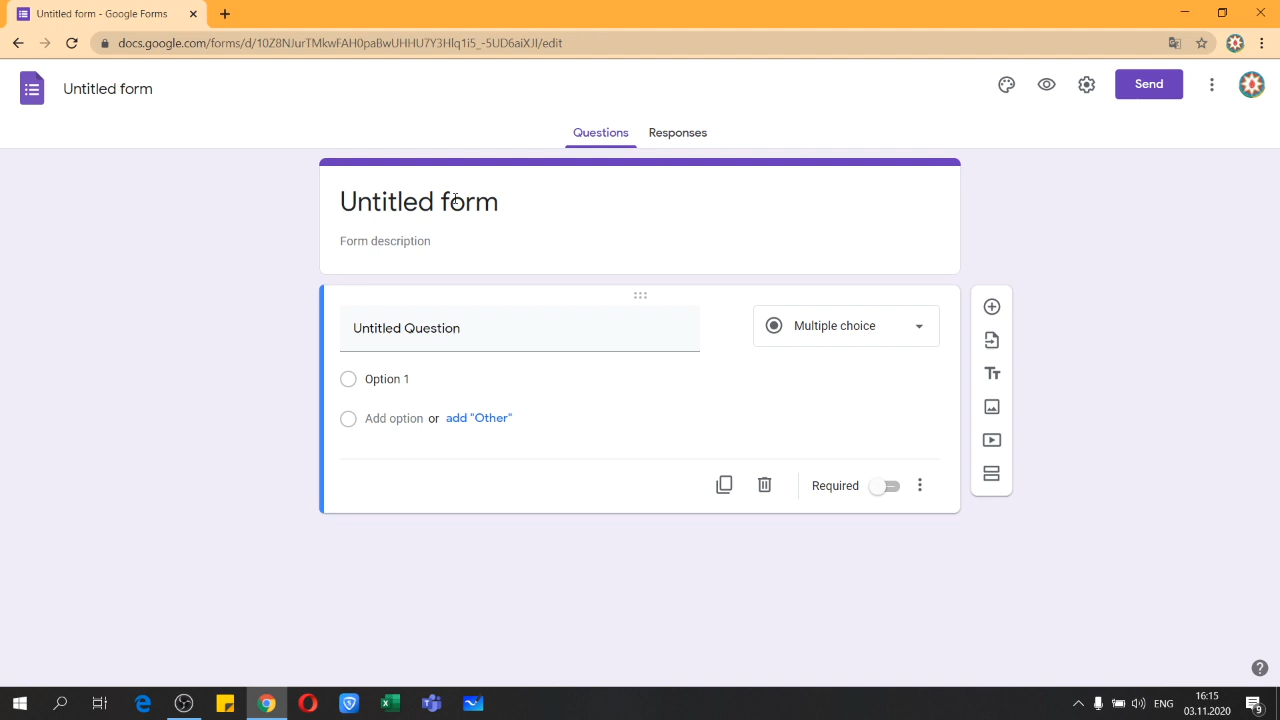 Untitled form - Google Forms
docs.google.com/forms/d/10Z8NJurTMkwFAH0paBwUHHU7Y3Hlq1i5_-5UD6aiXJI/edit
Untitled form
Send
Questions Responses
Untitled form
Form description
Untitled Question
Multiple choice
Option 1
Add option or add "Other"
Required
ENG
16:15
03.11.2020
9